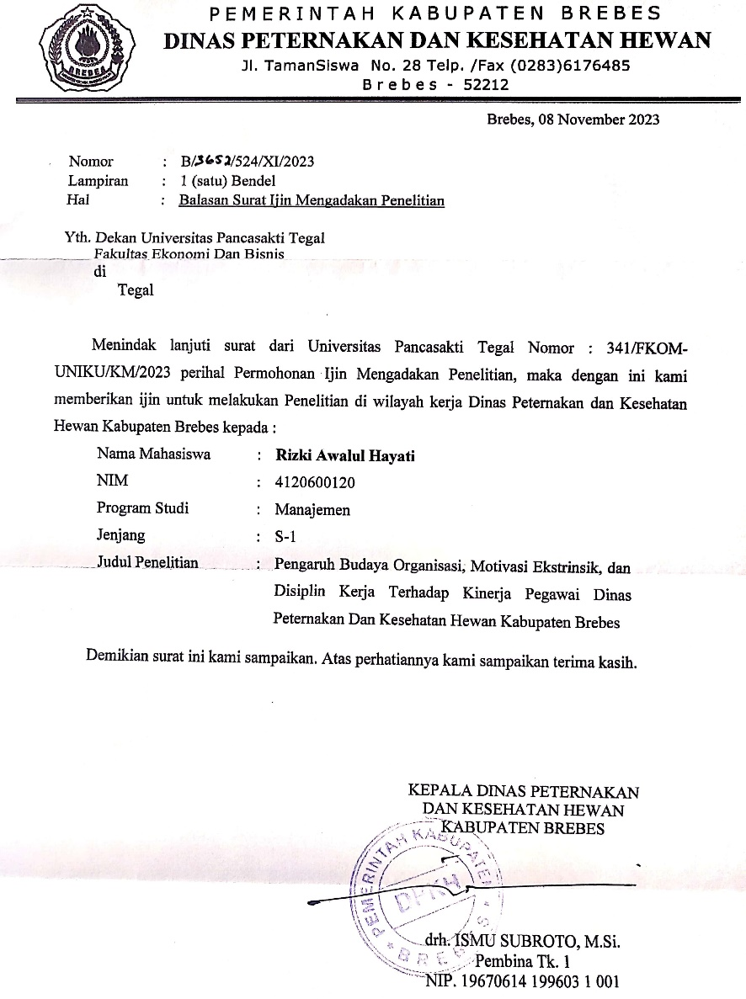 PEMERINTAH KABUPATEN BREBES
DINAS PETERNAKAN DAN KESEHATAN HEWAN
Jl. TamanSiswa No. 28 Telp. /Fax (0283)6176485
Brebes - 52212
BREBES
Brebes, 08 November 2023
Nomor : B/3652/524/XI/2023
Lampiran : 1 (satu) Bendel
Hal : Balasan Surat Ijin Mengadakan Penelitian
Yth. Dekan Universitas Pancasakti Tegal
Fakultas Ekonomi Dan Bisnis
di
Tegal
Menindak lanjuti surat dari Universitas Pancasakti Tegal Nomor : 341/FKOM-
UNIKU/KM/2023 perihal Permohonan Ijin Mengadakan Penelitian, maka dengan ini kami
memberikan ijin untuk melakukan Penelitian di wilayah kerja Dinas Peternakan dan Kesehatan
Hewan Kabupaten Brebes kepada :
Nama Mahasiswa : Rizki Awalul Hayati
NIM : 4120600120
Program Studi : Manajemen
Jenjang : S-1
Judul Penelitian : Pengaruh Budaya Organisasi, Motivasi Ekstrinsik, dan
Disiplin Kerja Terhadap Kinerja Pegawai Dinas
Peternakan Dan Kesehatan Hewan Kabupaten Brebes
Demikian surat ini kami sampaikan. Atas perhatiannya kami sampaikan terima kasih.
KEPALA DINAS PETERNAKAN
DAN KESEHATAN HEWAN
KABUPATEN BREBES
PEMERINTAH KABUPATEN
DPKH
BREBES
drh. ISMU SUBROTO, M.Si.
Pembina Tk. 1
NIP. 19670614 199603 1 001